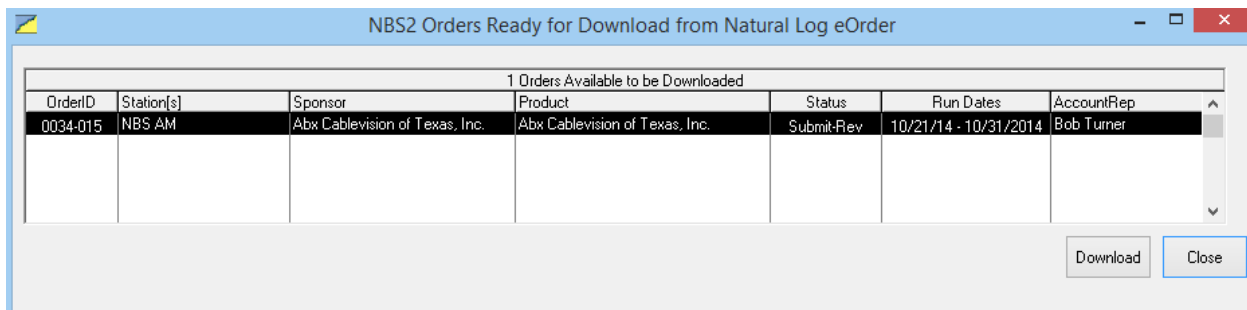 NBS2 Orders Ready for Download from Natural Log eOrder
1 Orders Available to be Downloaded
OrderID Station[s] Sponsor Product Status Run Dates AccountRep
0034-015 NBS AM Abx Cablevision of Texas, Inc. Abx Cablevision of Texas, Inc. Submit-Rev 10/21/14 - 10/31/2014 Bob Turner
Download Close